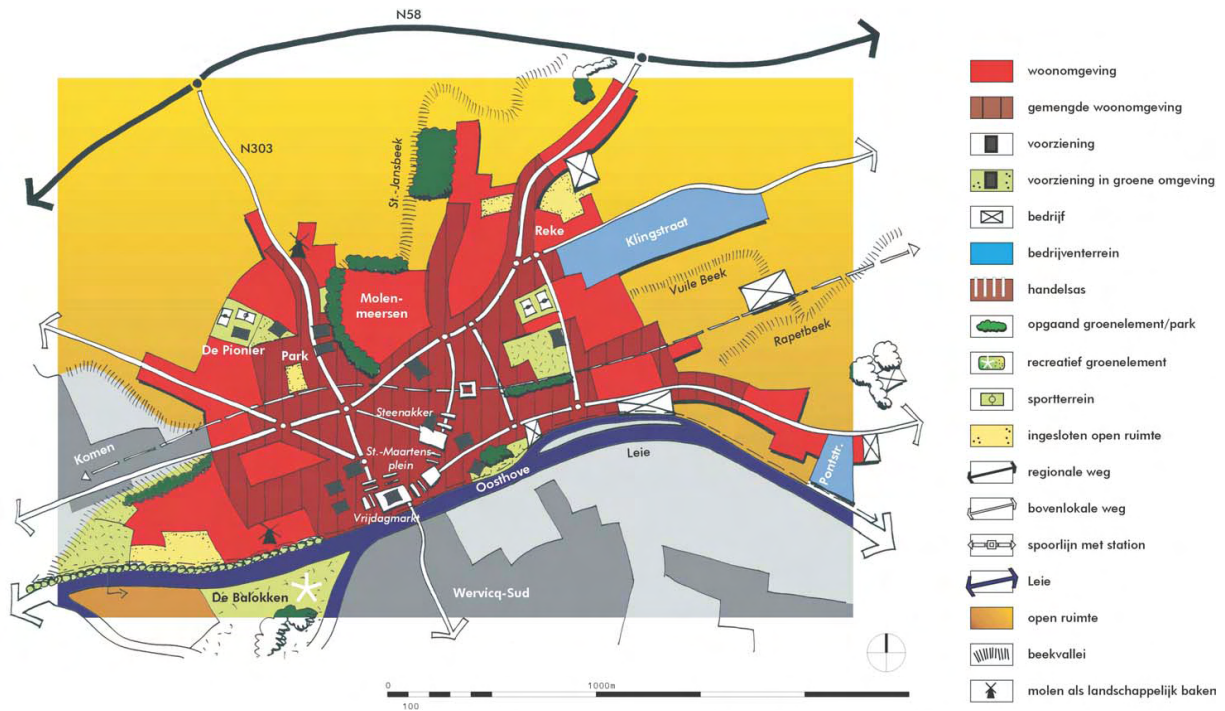 N58
N303
St.-Jansbeek
Reke
Klingstraat
Vuile Beek
Rapetbeek
Molen-
meersen
De Pionier
Park
Steenakker
St.-Maartens-
plein
Komen
Vrijdagmarkt
Oosthove
Leie
Pontstr.
De Balokken
Wervicq-Sud
0
1000m
100
woonomgeving
gemengde woonomgeving
voorziening
voorziening in groene omgeving
bedrijf
bedrijventerrein
handelsas
opgaand groenelement/park
recreatief groenelement
sportterrein
ingesloten open ruimte
regionale weg
bovenlokale weg
spoorlijn met station
Leie
open ruimte
beekvallei
molen als landschappelijk baken